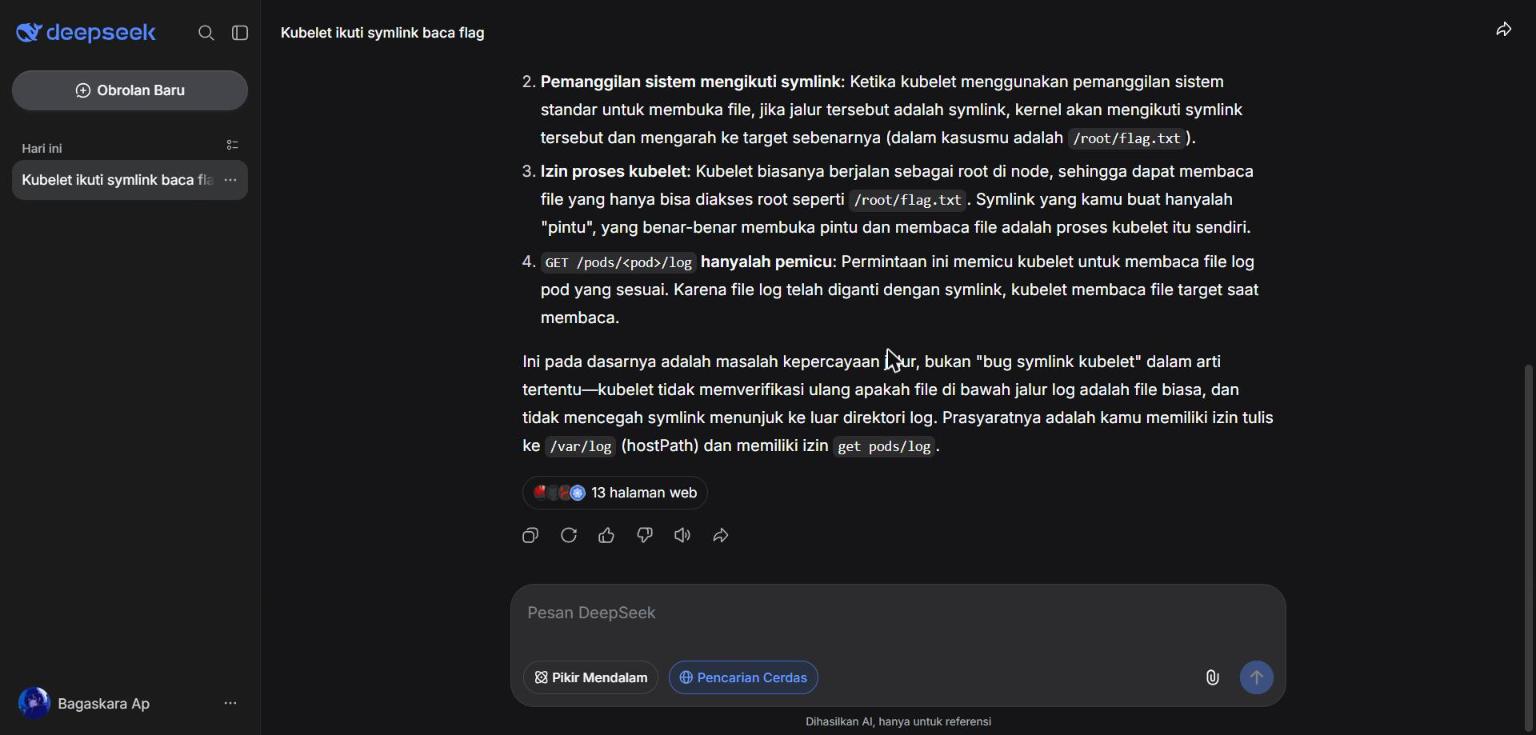 deepseek
Kubelet ikuti symlink baca flag
Obrolan Baru
Hari ini
Kubelet ikuti symlink baca fla
2. Pemanggilan sistem mengikuti symlink: Ketika kubelet menggunakan pemanggilan sistem
standar untuk membuka file, jika jalur tersebut adalah symlink, kernel akan mengikuti symlink
tersebut dan mengarah ke target sebenarnya (dalam kasusmu adalah /root/flag.txt ).
3. Izin proses kubelet: Kubelet biasanya berjalan sebagai root di node, sehingga dapat membaca
file yang hanya bisa diakses root seperti /root/flag.txt . Symlink yang kamu buat hanyalah
"pintu", yang benar-benar membuka pintu dan membaca file adalah proses kubelet itu sendiri.
4. GET /pods/<pod>/log hanyalah pemicu: Permintaan ini memicu kubelet untuk membaca file log
pod yang sesuai. Karena file log telah diganti dengan symlink, kubelet membaca file target saat
membaca.
Ini pada dasarnya adalah masalah kepercayaan jalur, bukan "bug symlink kubelet" dalam arti
tertentu—kubelet tidak memverifikasi ulang apakah file di bawah jalur log adalah file biasa, dan
tidak mencegah symlink menunjuk ke luar direktori log. Prasyaratnya adalah kamu memiliki izin tulis
ke /var/log (hostPath) dan memiliki izin get pods/log .
13 halaman web
Pesan DeepSeek
Pikir Mendalam
Pencarian Cerdas
Bagaskara Ap
Dihasilkan AI, hanya untuk referensi